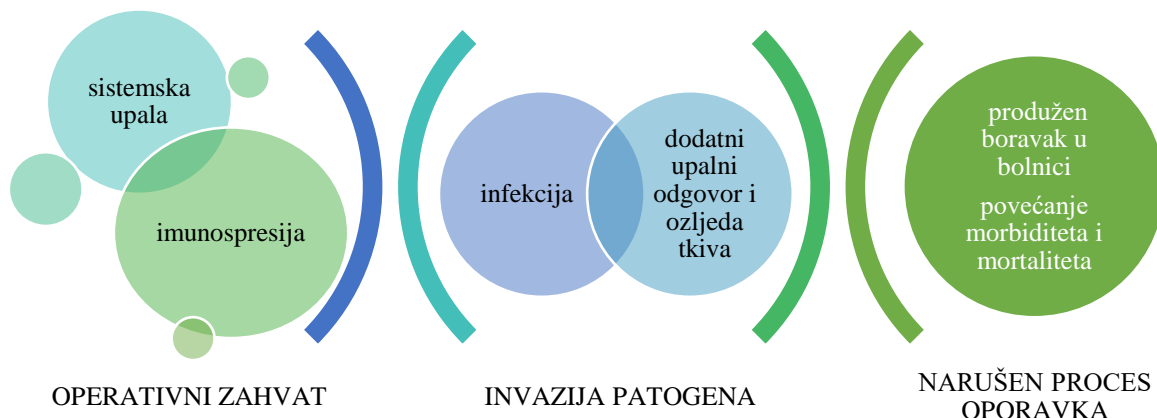 sistemska
upala
imunospresija
infekcija
dodatni
upalni
odgovor i
ozljeda
tkiva
produžen
boravak u
bolnici
povećanje
morbiditeta i
mortaliteta
OPERATIVNI ZAHVAT
INVAZIJA PATOGENA
NARUŠEN PROCES
OPORAVKA